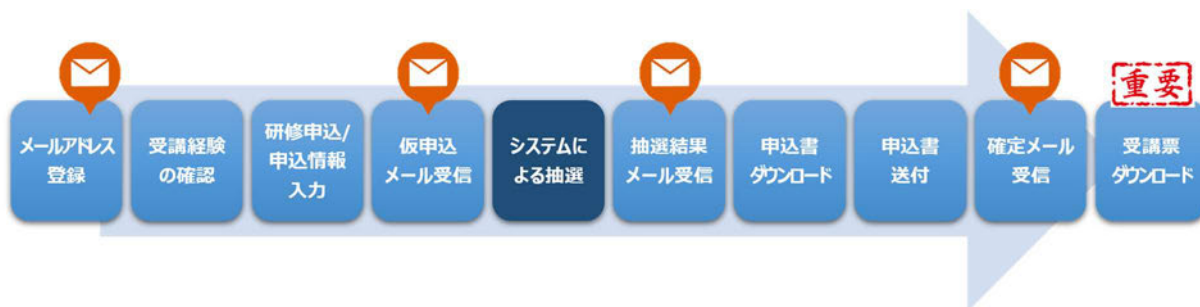 重要
メールアドレス
登録
受講経験
の確認
研修申込/
申込情報
入力
仮申込
メール受信
システムに
よる抽選
抽選結果
メール受信
申込書
ダウンロード
申込書
送付
確定メール
受信
受講票
ダウンロード